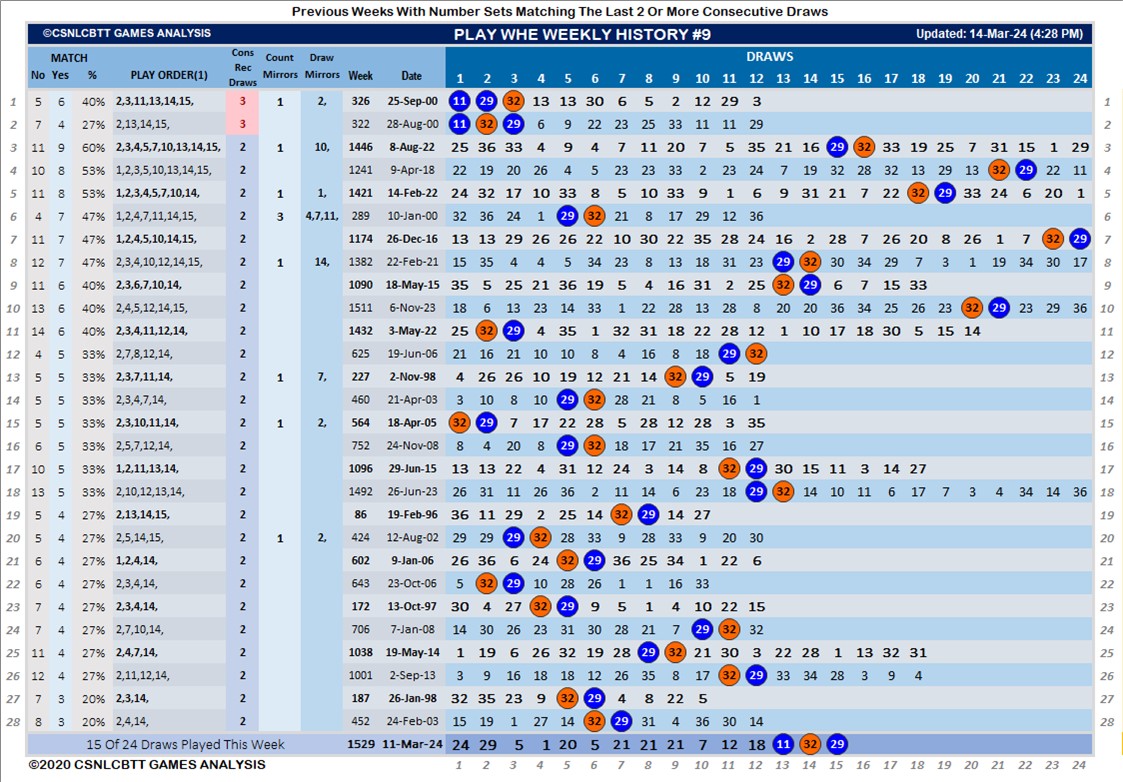 Previous Weeks With Number Sets Matching The Last 2 Or More Consecutive Draws
©CSNLCBTT GAMES ANALYSIS PLAY WHE WEEKLY HISTORY #9 Updated: 14-Mar-24 (4:28 PM)
MATCH Cons Count Draw DRAWS
No Yes % PLAY ORDER(1) Rec Draws Mirrors Mirrors Week Date 1 2 3 4 5 6 7 8 9 10 11 12 13 14 15 16 17 18 19 20 21 22 23 24
1 5 6 40% 2,3,11,13,14,15, 3 1 2, 326 25-Sep-00 11 29 32 13 13 30 6 5 2 12 29 3 1
2 7 4 27% 2,13,14,15, 3 322 28-Aug-00 11 32 29 6 9 22 23 25 33 11 11 29 2
3 11 9 60% 2,3,4,5,7,10,13,14,15, 2 1 10, 1446 8-Aug-22 25 36 33 4 9 4 7 11 20 7 5 35 21 16 29 32 33 19 25 7 31 15 1 29 3
4 10 8 53% 1,2,3,5,10,13,14,15, 2 1241 9-Apr-18 22 19 20 26 4 5 23 23 33 2 23 24 7 19 32 28 32 13 29 13 32 29 22 11 4
5 11 8 53% 1,2,3,4,5,7,10,14, 2 1 1, 1421 14-Feb-22 24 32 17 10 33 8 5 10 33 9 1 6 9 31 21 7 22 32 29 33 24 6 20 1 5
6 4 7 47% 1,2,4,7,11,14,15, 2 3 4,7,11, 289 10-Jan-00 32 36 24 1 29 32 21 8 17 29 12 36 6
7 11 7 47% 1,2,4,5,10,14,15, 2 1174 26-Dec-16 13 13 29 26 26 22 10 30 22 35 28 24 16 2 28 7 26 20 8 26 1 7 32 29 7
8 12 7 47% 2,3,4,10,12,14,15, 2 1 14, 1382 22-Feb-21 15 35 4 4 5 34 23 8 13 18 31 23 29 32 30 34 29 7 3 1 19 34 30 17 8
9 11 6 40% 2,3,6,7,10,14, 2 1090 18-May-15 35 5 25 21 36 19 5 4 16 31 2 25 32 29 6 7 15 33 9
10 13 6 40% 2,4,5,12,14,15, 2 1511 6-Nov-23 18 6 13 23 14 33 1 22 28 13 28 8 20 20 36 34 25 26 23 32 29 23 29 36 10
11 14 6 40% 2,3,4,11,12,14, 2 1432 3-May-22 25 32 29 4 35 1 32 31 18 22 28 12 1 10 17 18 30 5 15 14 11
12 4 5 33% 2,7,8,12,14, 2 625 19-Jun-06 21 16 21 10 10 8 4 16 8 18 29 32 12
13 5 5 33% 2,3,7,11,14, 2 1 7, 227 2-Nov-98 4 26 26 10 19 12 21 14 32 29 5 19 13
14 5 5 33% 2,3,4,7,14, 2 460 21-Apr-03 3 10 8 10 29 32 28 21 8 5 16 1 14
15 5 5 33% 2,3,10,11,14, 2 1 2, 564 18-Apr-05 32 29 7 17 22 28 5 28 12 28 3 35 15
16 6 5 33% 2,5,7,12,14, 2 752 24-Nov-08 8 4 20 8 29 32 18 17 21 35 16 27 16
17 10 5 33% 1,2,11,13,14, 2 1096 29-Jun-15 13 13 22 4 31 12 24 3 14 8 32 29 30 15 11 3 14 27 17
18 13 5 33% 2,10,12,13,14, 2 1492 26-Jun-23 26 31 11 26 36 2 11 14 6 23 18 29 32 14 10 11 6 17 7 3 4 34 14 36 18
19 5 4 27% 2,13,14,15, 2 86 19-Feb-96 36 11 29 2 25 14 32 29 14 27 19
20 5 4 27% 2,5,14,15, 2 1 2, 424 12-Aug-02 29 29 29 32 28 33 9 28 33 9 20 30 20
21 6 4 27% 1,2,4,14, 2 602 9-Jan-06 26 36 6 24 32 29 36 25 34 1 22 6 21
22 6 4 27% 2,3,4,14, 2 643 23-Oct-06 5 32 29 10 28 26 1 1 16 33 22
23 7 4 27% 2,3,4,14, 2 172 13-Oct-97 30 4 27 32 29 9 5 1 4 10 22 15 23
24 7 4 27% 2,7,10,14, 2 706 7-Jan-08 14 30 26 23 31 30 28 21 7 29 32 32 24
25 11 4 27% 2,4,7,14, 2 1038 19-May-14 1 19 6 26 32 19 28 29 32 21 30 3 22 28 1 13 32 31 25
26 12 4 27% 2,11,12,14, 2 1001 2-Sep-13 3 9 16 18 18 12 26 35 8 17 32 29 33 34 28 3 9 4 26
27 7 3 20% 2,3,14, 2 187 26-Jan-98 32 35 23 9 32 29 4 8 22 5 27
28 8 3 20% 2,4,14, 2 452 24-Feb-03 15 19 1 27 14 32 29 31 4 36 30 14 28
15 Of 24 Draws Played This Week 1529 11-Mar-24 24 29 5 1 20 5 21 21 21 7 12 18 11 32 29
©2020 CSNLCBTT GAMES ANALYSIS 1 2 3 4 5 6 7 8 9 10 11 12 13 14 15 16 17 18 19 20 21 22 23 24